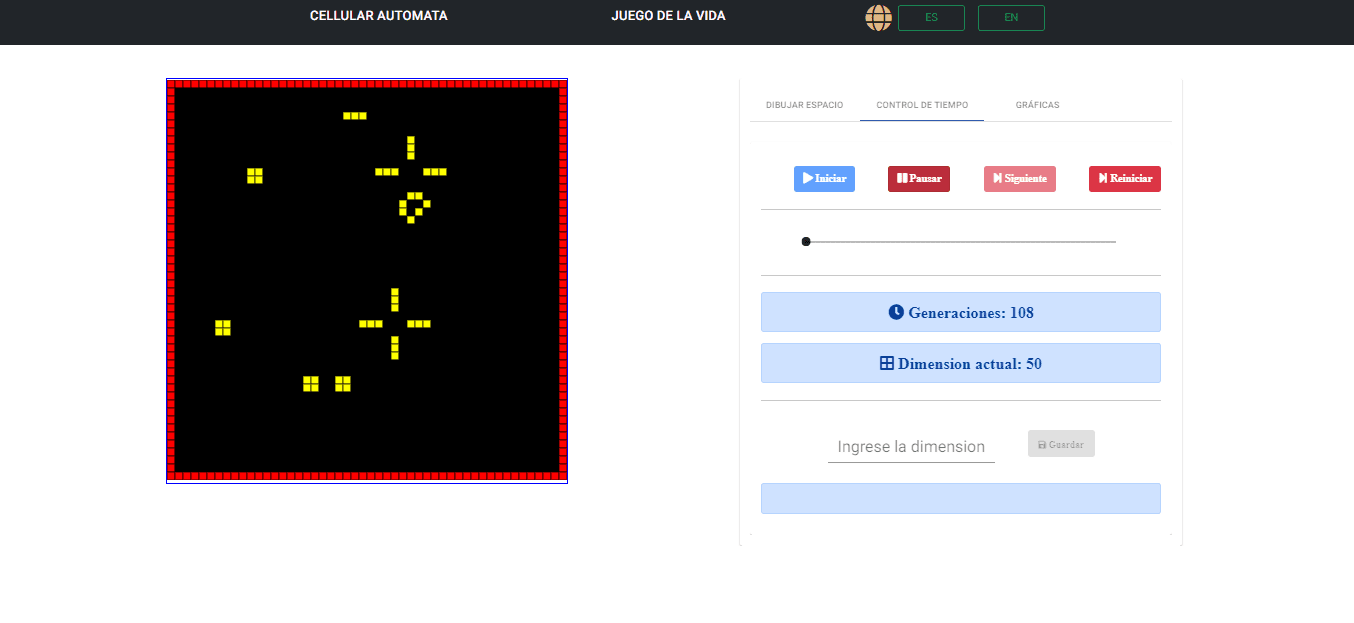 CELLULAR AUTOMATA
JUEGO DE LA VIDA
ES
EN
DIBUJAR ESPACIO
CONTROL DE TIEMPO
GRÁFICAS
Iniciar
Pausar
Siguiente
Reiniciar
Generaciones: 108
Dimension actual: 50
Ingrese la dimension
Guardar